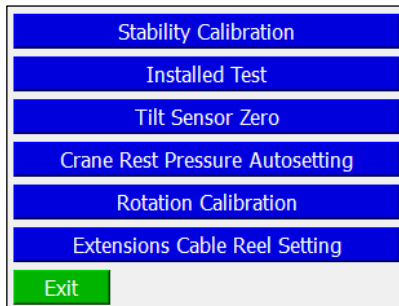 Stability Calibration
Installed Test
Tilt Sensor Zero
Crane Rest Pressure Autosetting
Rotation Calibration
Extensions Cable Reel Setting
Exit